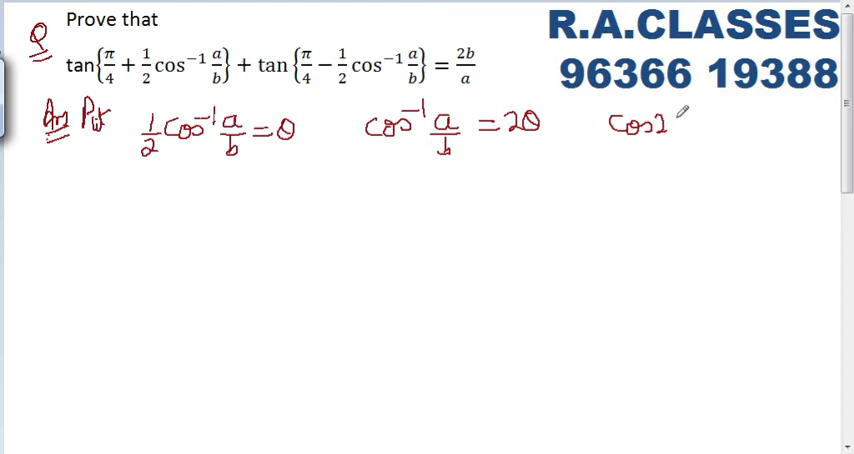 Q Prove that
tan{π/4 + 1/2 cos⁻¹ a/b} + tan {π/4 − 1/2 cos⁻¹ a/b} = 2b/a
R.A.CLASSES
96366 19388
Ans Put 1/2 cos⁻¹ a/b = θ cos⁻¹ a/b = 2θ cos2